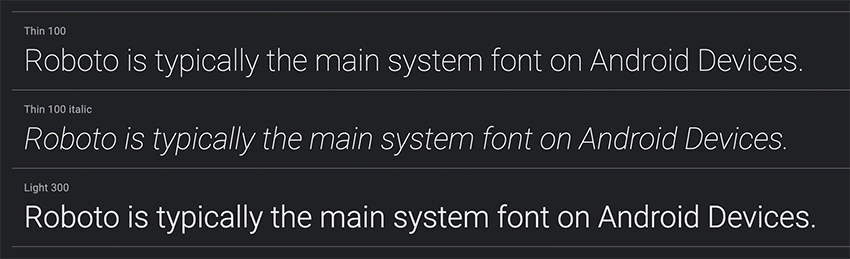 Thin 100
Roboto is typically the main system font on Android Devices.
Thin 100 italic
Roboto is typically the main system font on Android Devices.
Light 300
Roboto is typically the main system font on Android Devices.